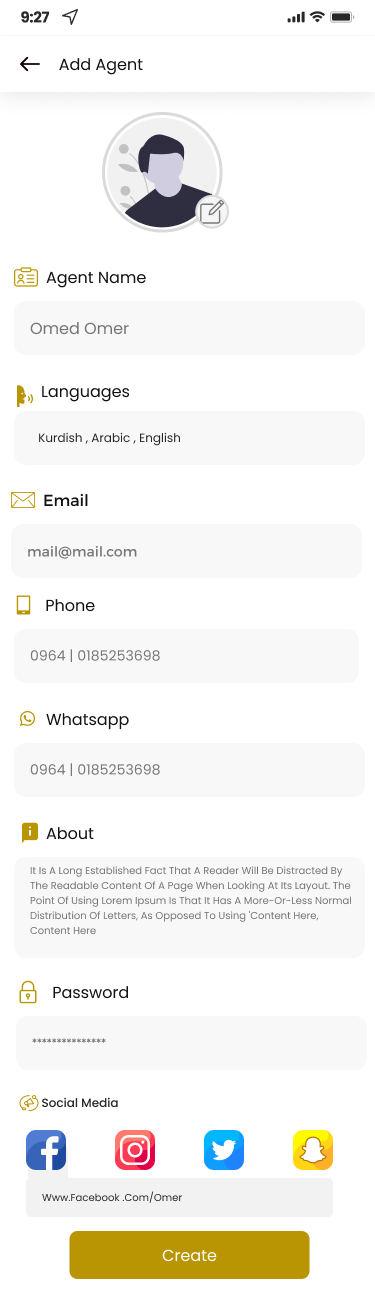 9:27
Add Agent
Agent Name
Omed Omer
Languages
Kurdish , Arabic , English
Email
mail@mail.com
Phone
0964 | 0185253698
Whatsapp
0964 | 0185253698
About
It Is A Long Established Fact That A Reader Will Be Distracted By
The Readable Content Of A Page When Looking At Its Layout. The
Point Of Using Lorem Ipsum Is That It Has A More-Or-Less Normal
Distribution Of Letters, As Opposed To Using 'Content Here,
Content Here
Password
***************
Social Media
Www.Facebook .Com/Omer
Create